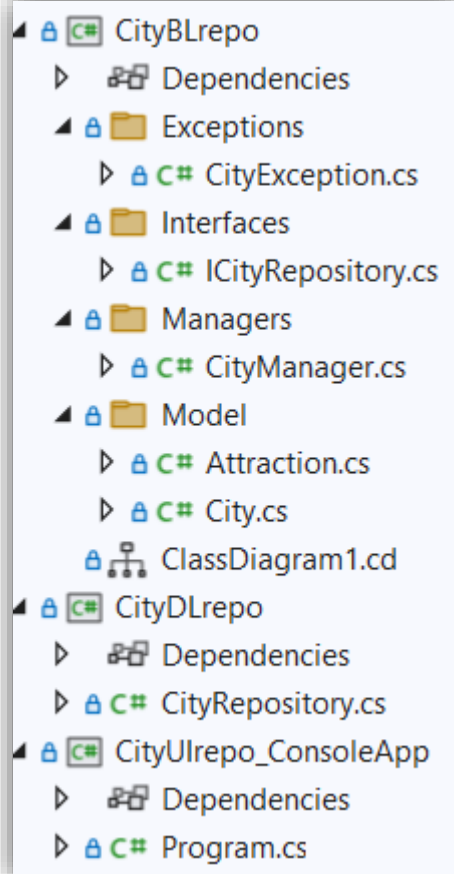 C# CityBLrepo
Dependencies
Exceptions
C# CityException.cs
Interfaces
C# ICityRepository.cs
Managers
C# CityManager.cs
Model
C# Attraction.cs
C# City.cs
ClassDiagram1.cd
C# CityDLrepo
Dependencies
C# CityRepository.cs
C# CityUIrepo_ConsoleApp
Dependencies
C# Program.cs